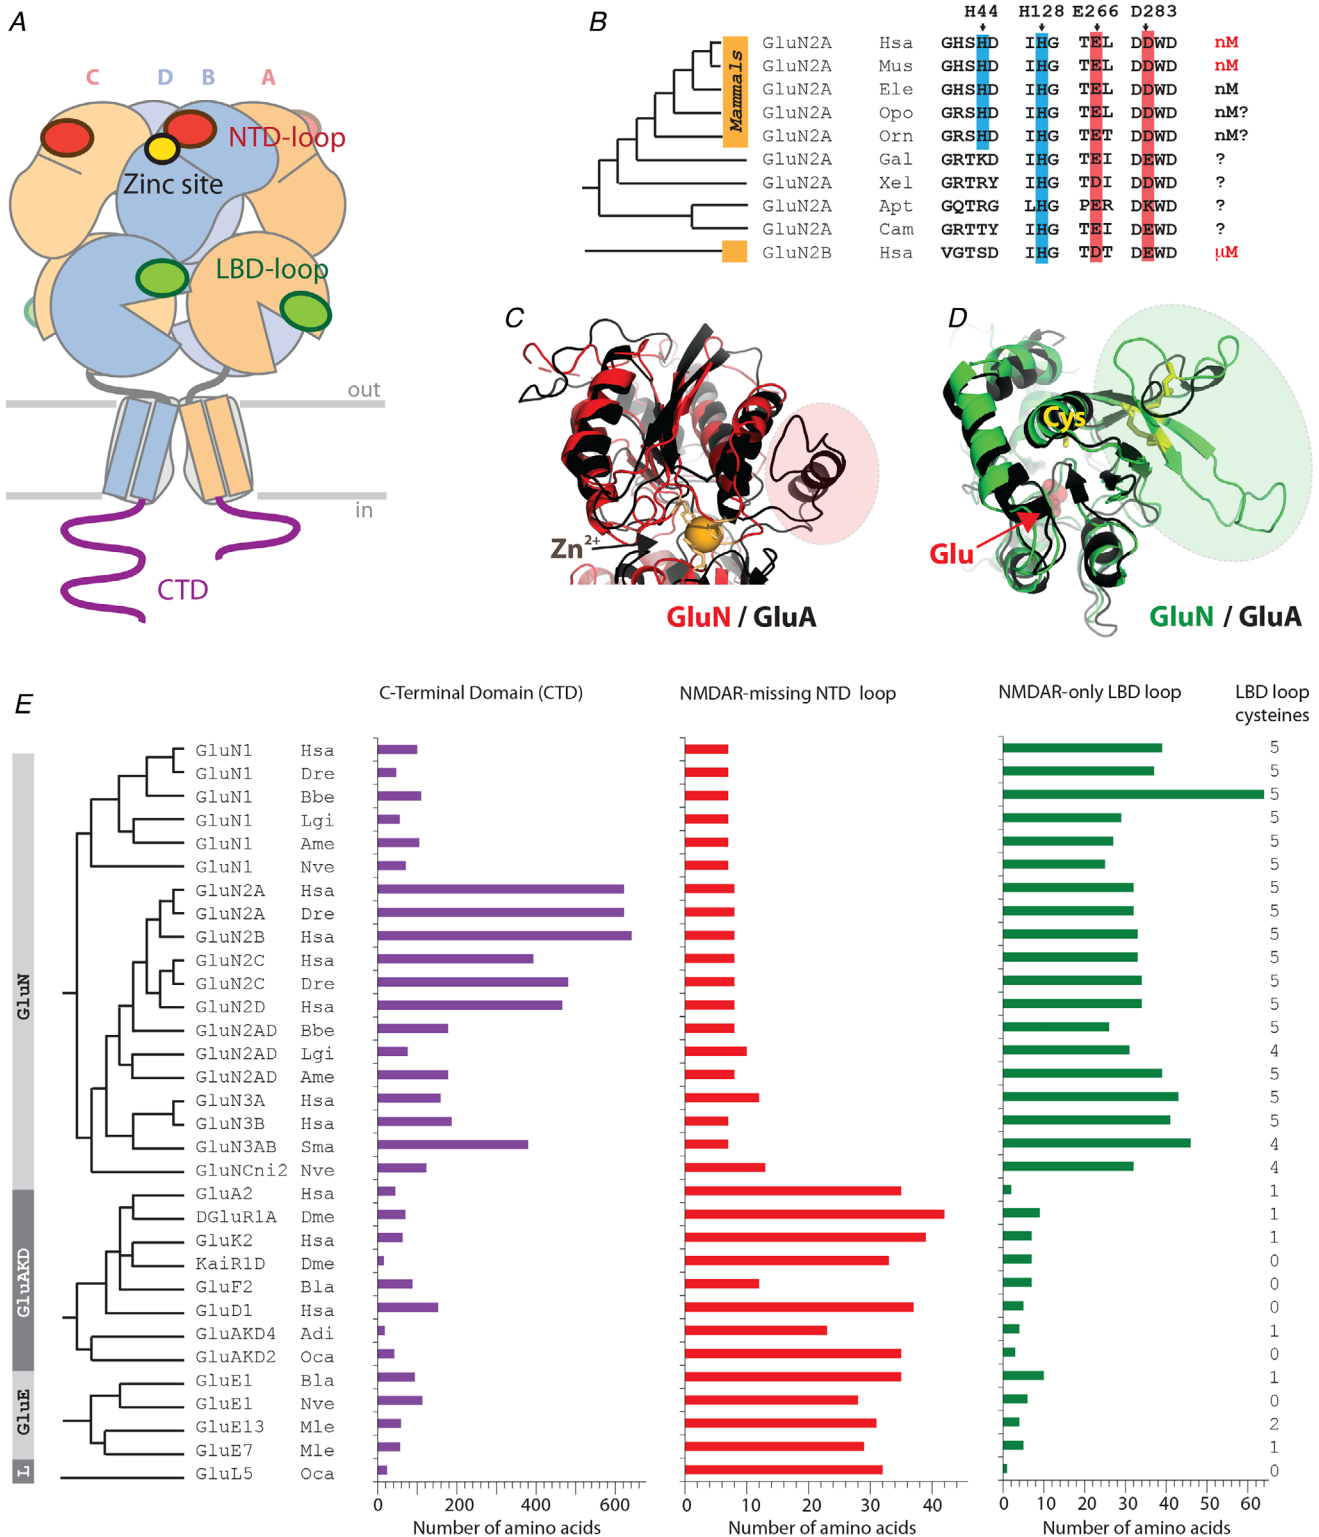 A
C D B A
NTD-loop
Zinc site
LBD-loop
out
in
CTD
B
H44 H128 E266 D283
Mammals
GluN2A Hsa GHSHD IHG TEL DDWD nM
GluN2A Mus GHSHD IHG TEL DDWD nM
GluN2A Ele GHSHD IHG TEL DDWD nM
GluN2A Opo GRSHD IHG TEL DDWD nM?
GluN2A Orn GRSHD IHG TET DDWD nM?
GluN2A Gal GRTKD IHG TEI DEWD ?
GluN2A Xel GRTRY IHG TDI DDWD ?
GluN2A Apt GQTRG LHG PER DKWD ?
GluN2A Cam GRTTY IHG TEI DEWD ?
GluN2B Hsa VGTSD IHG TDT DEWD µM
C
Zn2+
GluN / GluA
D
Cys
Glu
GluN / GluA
E
C-Terminal Domain (CTD)
NMDAR-missing NTD loop
NMDAR-only LBD loop
LBD loop
cysteines
GluN
GluAKD
GluE
L
GluN1 Hsa 5
GluN1 Dre 5
GluN1 Bbe 5
GluN1 Lgi 5
GluN1 Ame 5
GluN1 Nve 5
GluN2A Hsa 5
GluN2A Dre 5
GluN2B Hsa 5
GluN2C Hsa 5
GluN2C Dre 5
GluN2D Hsa 5
GluN2AD Bbe 5
GluN2AD Lgi 4
GluN2AD Ame 5
GluN3A Hsa 5
GluN3B Hsa 5
GluN3AB Sma 4
GluNCni2 Nve 4
GluA2 Hsa 1
DGluR1A Dme 1
GluK2 Hsa 1
KaiR1D Dme 0
GluF2 Bla 0
GluD1 Hsa 0
GluAKD4 Adi 1
GluAKD2 Oca 0
GluE1 Bla 1
GluE1 Nve 0
GluE13 Mle 2
GluE7 Mle 1
GluL5 Oca 0
0 200 400 600
Number of amino acids
0 10 20 30 40
Number of amino acids
0 10 20 30 40 50 60
Number of amino acids